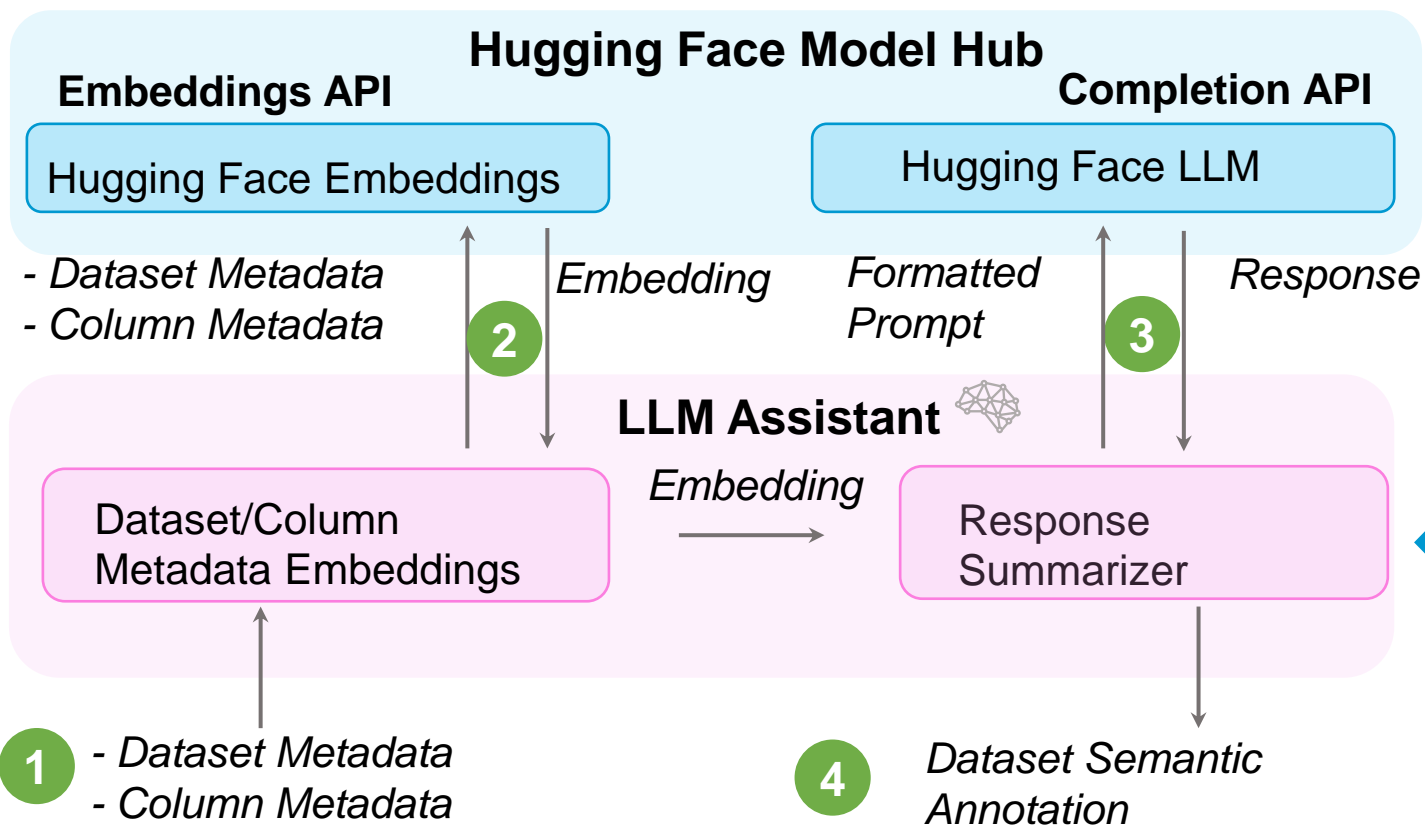 Hugging Face Model Hub
Embeddings API
Completion API
Hugging Face Embeddings
Hugging Face LLM
- Dataset Metadata
- Column Metadata
2
Embedding
Formatted
Prompt
3
Response
LLM Assistant
Dataset/Column
Metadata Embeddings
Embedding
Response
Summarizer
1
- Dataset Metadata
- Column Metadata
4
Dataset Semantic
Annotation